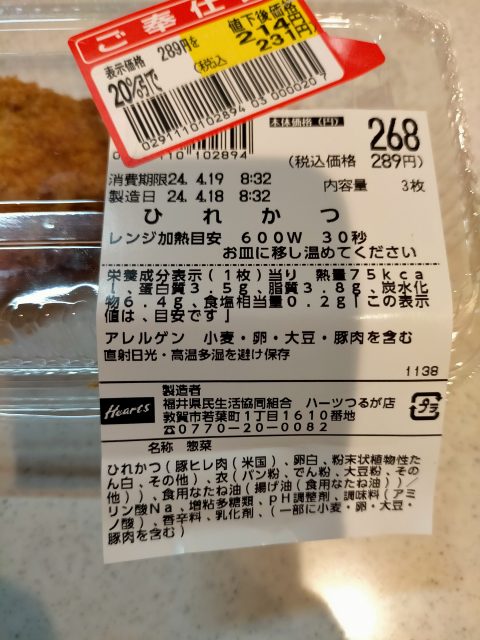 ご奉仕
値下後価格
表示価格 289円を 214円
20%引で (税込 231円)
0291110102894 03 0000207
本体価格(円) 268
102894
(税込価格 289円)
消費期限24. 4.19 8:32
内容量 3枚
製造日 24. 4.18 8:32
ひれかつ
レンジ加熱目安 600W 30秒
お皿に移し温めてください
栄養成分表示(1枚)当り 熱量75kca
l、蛋白質3.5g、脂質3.8g、炭水化
物6.4g、食塩相当量0.2g「この表示
値は、目安です」
アレルゲン 小麦・卵・大豆・豚肉を含む
直射日光・高温多湿を避け保存
1138
製造者
Hearts 福井県民生活協同組合 ハーツつるが店
敦賀市若葉町1丁目1610番地
☎0770-20-0082
プラ
名称 惣菜
ひれかつ(豚ヒレ肉(米国)、卵白、粉末状植物性た
ん白、その他)、衣(パン粉、でん粉、大豆粉、その
他)、食用なたね油(揚げ油(食用なたね油))/
リン酸Na、増粘多糖類、pH調整剤、調味料(アミ
ノ酸)、香辛料、乳化剤、(一部に小麦・卵・大豆・
豚肉を含む)